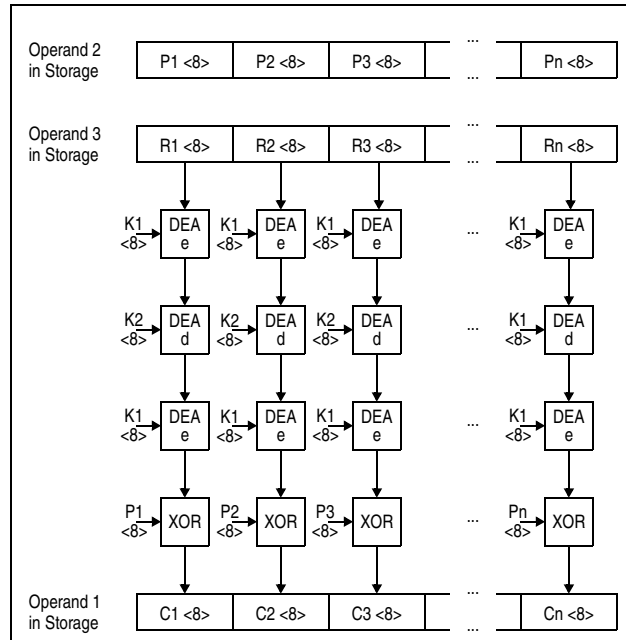 Operand 2 in Storage
P1 <8> P2 <8> P3 <8> ... ... Pn <8>
Operand 3 in Storage
R1 <8> R2 <8> R3 <8> ... ... Rn <8>
K1 <8> DEA e K1 <8> DEA e K1 <8> DEA e ... K1 <8> DEA e
K2 <8> DEA d K2 <8> DEA d K2 <8> DEA d ... K1 <8> DEA d
K1 <8> DEA e K1 <8> DEA e K1 <8> DEA e ... K1 <8> DEA e
P1 <8> XOR P2 <8> XOR P3 <8> XOR ... Pn <8> XOR
Operand 1 in Storage
C1 <8> C2 <8> C3 <8> ... ... Cn <8>